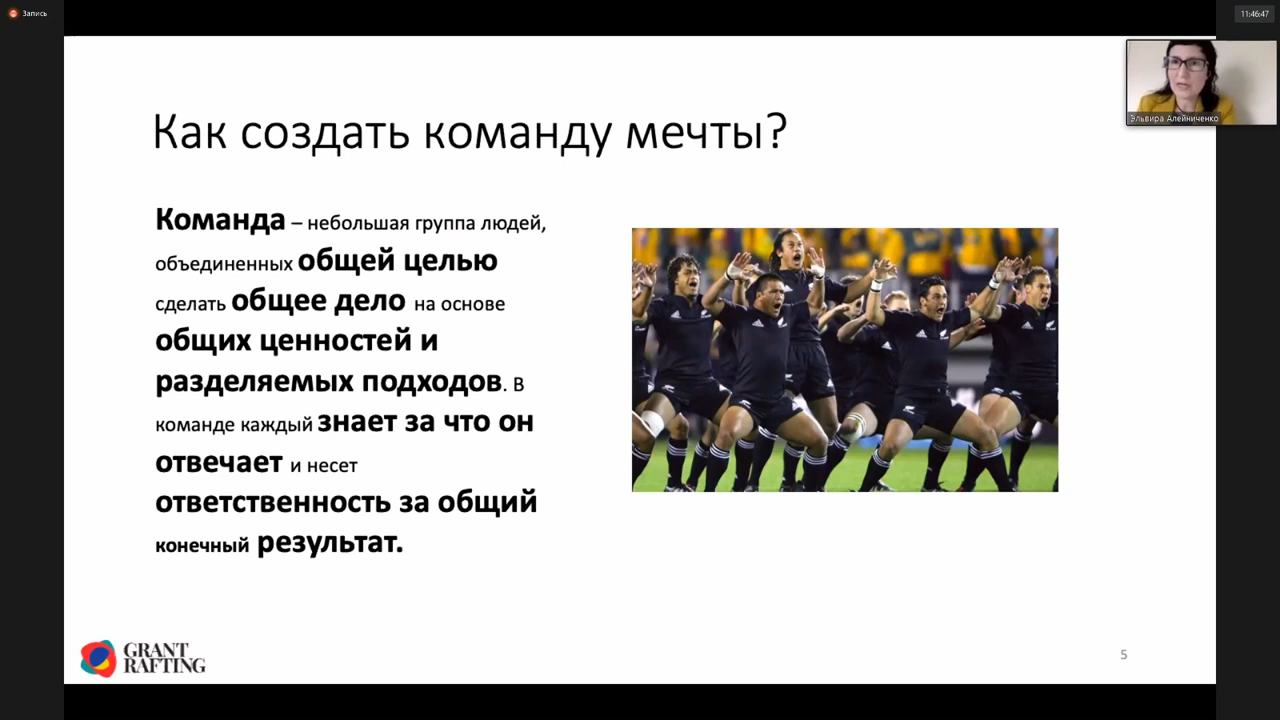 Запись
11:46:47
Эльвира Алейниченко
Как создать команду мечты?
Команда – небольшая группа людей,
объединенных общей целью
сделать общее дело на основе
общих ценностей и
разделяемых подходов. В
команде каждый знает за что он
отвечает и несет
ответственность за общий
конечный результат.
GRANT
RAFTING
5